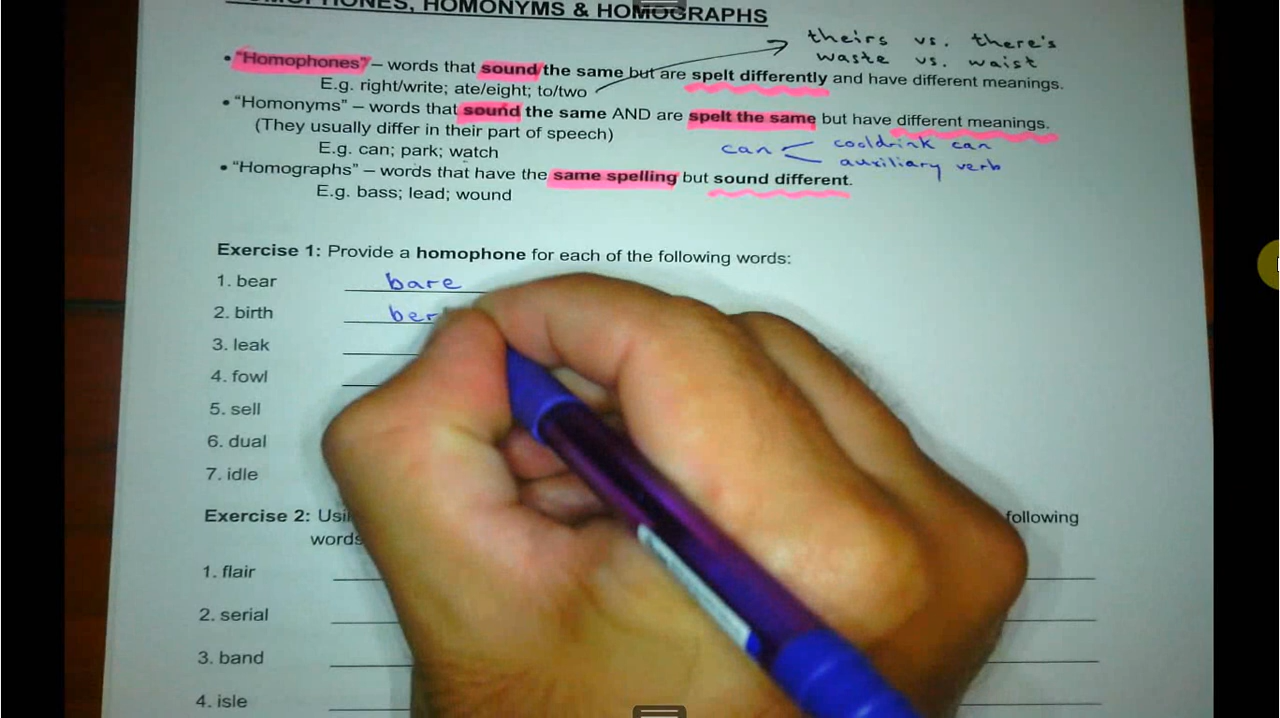 HOMONYMS & HOMOGRAPHS
theirs vs. there's
waste vs. waist
• "Homophones" – words that sound the same but are spelt differently and have different meanings.
E.g. right/write; ate/eight; to/two
• "Homonyms" – words that sound the same AND are spelt the same but have different meanings.
(They usually differ in their part of speech)
E.g. can; park; watch
can cooldrink can
auxiliary verb
• "Homographs" – words that have the same spelling but sound different.
E.g. bass; lead; wound
Exercise 1: Provide a homophone for each of the following words:
1. bear bare
2. birth ber
3. leak
4. fowl
5. sell
6. dual
7. idle
Exercise 2: following
words
1. flair
2. serial
3. band
4. isle